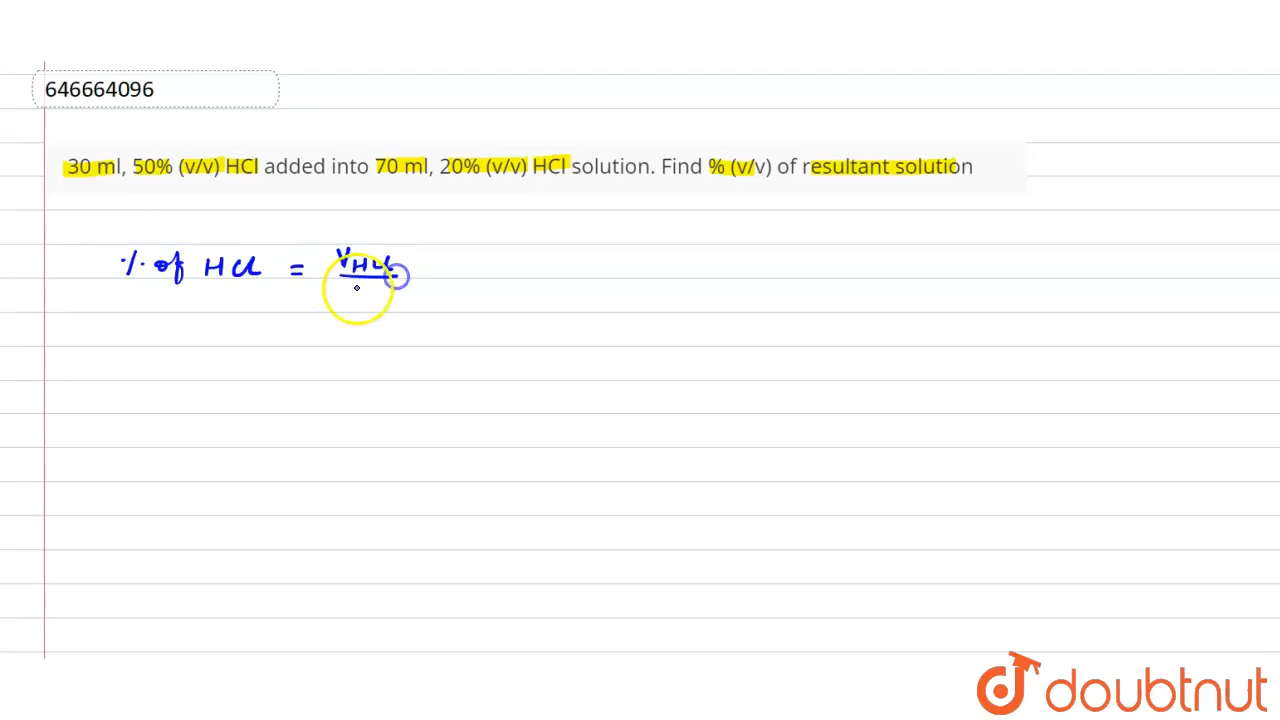 646664096
30 ml, 50% (v/v) HCl added into 70 ml, 20% (v/v) HCl solution. Find % (v/v) of resultant solution
% of HCl = VHCl
doubtnut